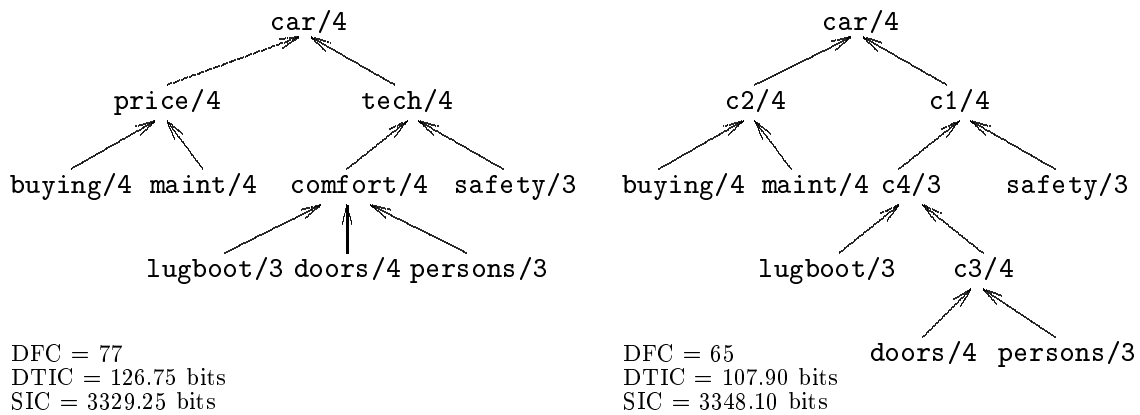 car/4
price/4 tech/4
buying/4 maint/4 comfort/4 safety/3
lugboot/3 doors/4 persons/3
DFC = 77
DTIC = 126.75 bits
SIC = 3329.25 bits
car/4
c2/4 c1/4
buying/4 maint/4 c4/3 safety/3
lugboot/3 c3/4
doors/4 persons/3
DFC = 65
DTIC = 107.90 bits
SIC = 3348.10 bits